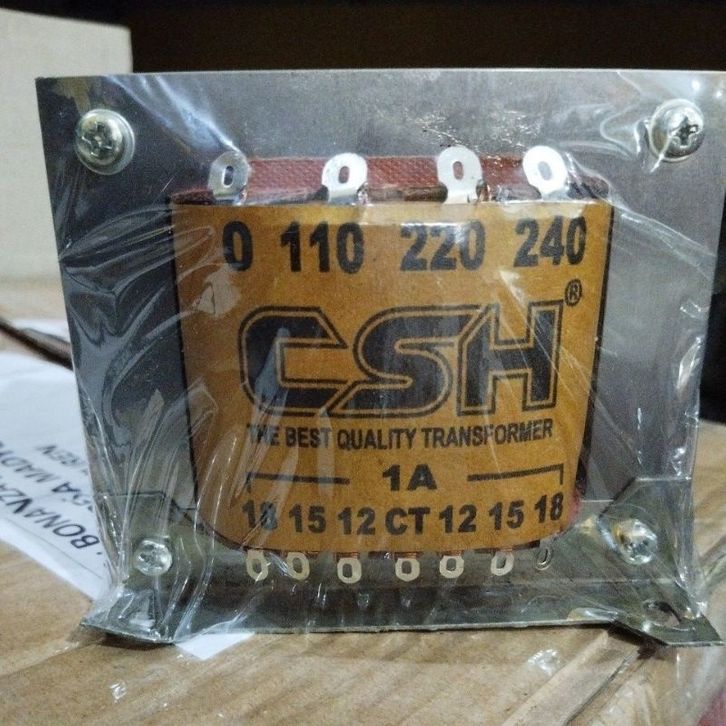 0 110 220 240
CSH®
THE BEST QUALITY TRANSFORMER
1A
18 15 12 CT 12 15 18